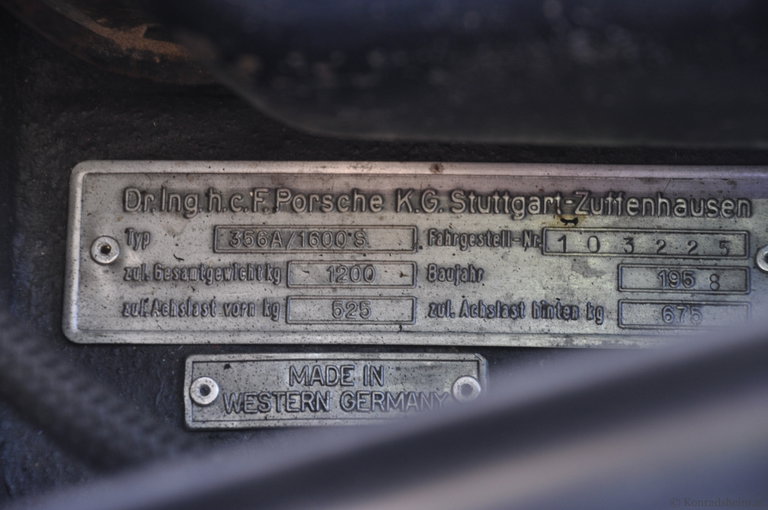 Dr.Ing.h.c.F.Porsche K.G. Stuttgart-Zuffenhausen
Typ 356A/1600 S Fahrgestell-Nr. 103225
zul. Gesamtgewicht kg 1200 Baujahr 1958
zul. Achslast vorn kg 525 zul. Achslast hinten kg 675
MADE IN
WESTERN GERMANY